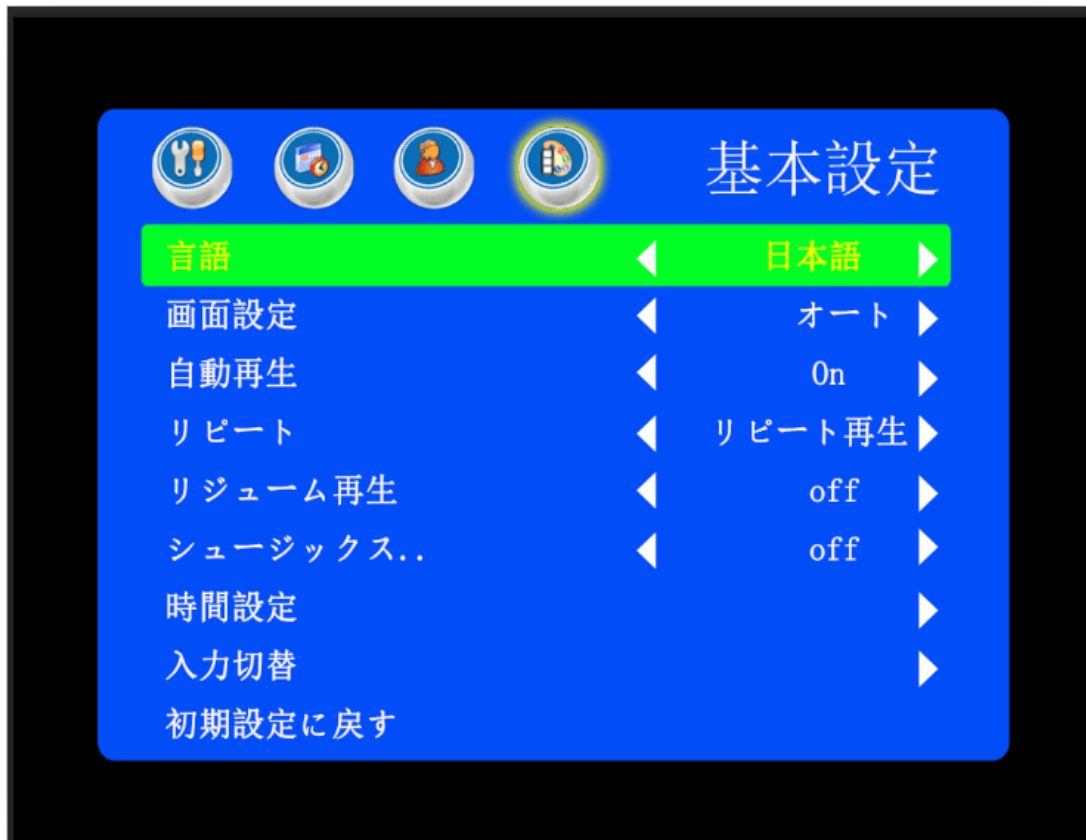 基本設定
言語 日本語
画面設定 オート
自動再生 On
リピート リピート再生
リジューム再生 off
シュージックス..  off
時間設定
入力切替
初期設定に戻す